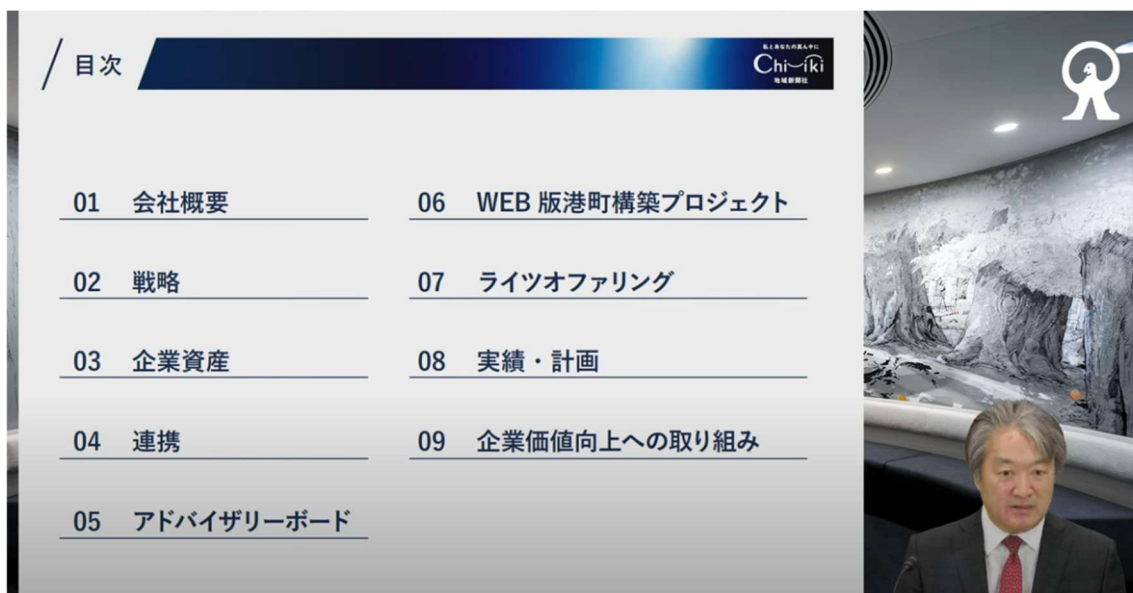 目次
私とあなたの真ん中に
Chi~iki
地域新聞社
01 会社概要
02 戦略
03 企業資産
04 連携
05 アドバイザリーボード
06 WEB 版港町構築プロジェクト
07 ライツオファリング
08 実績・計画
09 企業価値向上への取り組み